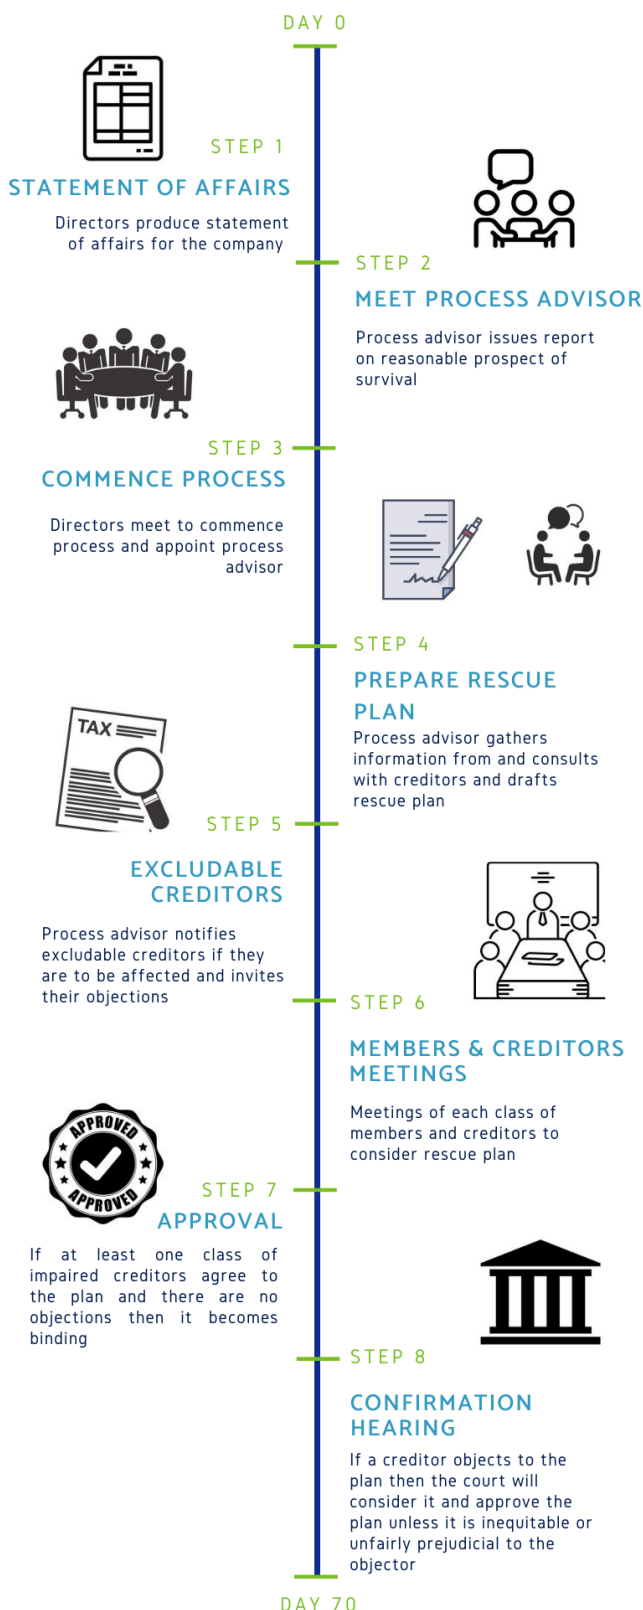 DAY 0
STEP 1
STATEMENT OF AFFAIRS
Directors produce statement
of affairs for the company
STEP 2
MEET PROCESS ADVISOR
Process advisor issues report
on reasonable prospect of
survival
STEP 3
COMMENCE PROCESS
Directors meet to commence
process and appoint process
advisor
STEP 4
PREPARE RESCUE
PLAN
Process advisor gathers
information from and consults
with creditors and drafts
rescue plan
TAX
STEP 5
EXCLUDABLE
CREDITORS
Process advisor notifies
excludable creditors if they
are to be affected and invites
their objections
STEP 6
MEMBERS & CREDITORS
MEETINGS
Meetings of each class of
members and creditors to
consider rescue plan
APPROVED
APPROVED
STEP 7
APPROVAL
If at least one class of
impaired creditors agree to
the plan and there are no
objections then it becomes
binding
STEP 8
CONFIRMATION
HEARING
If a creditor objects to the
plan then the court will
consider it and approve the
plan unless it is inequitable or
unfairly prejudicial to the
objector
DAY 70